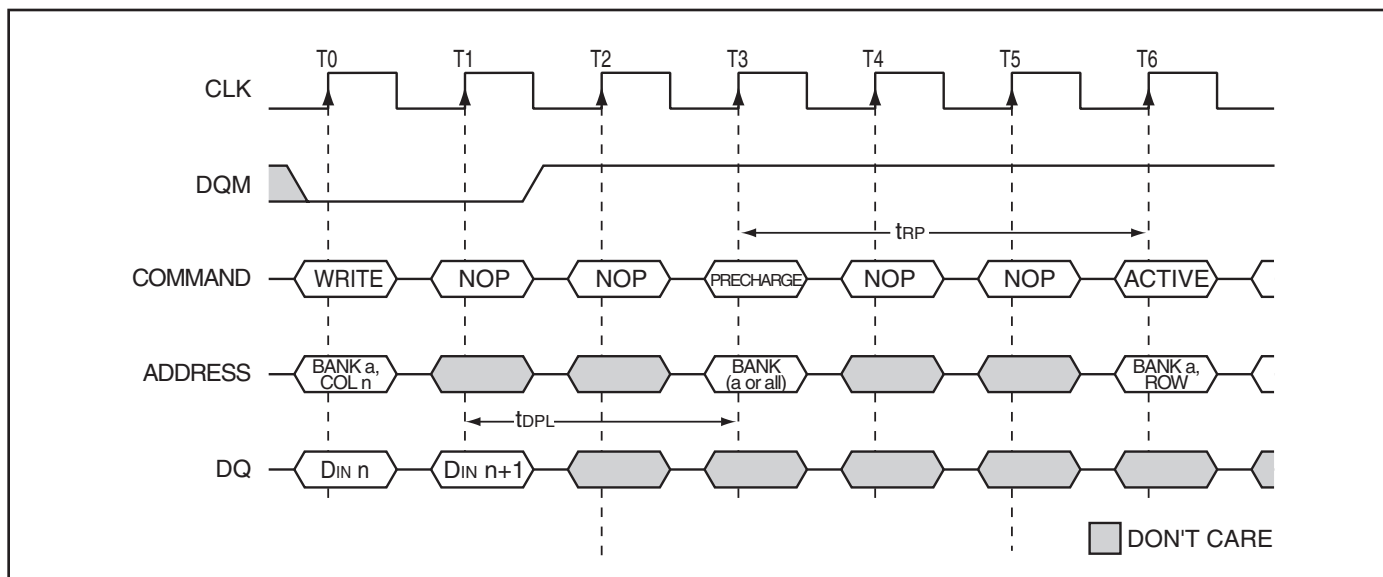 T0 T1 T2 T3 T4 T5 T6
CLK
DQM
tRP
COMMAND WRITE NOP NOP PRECHARGE NOP NOP ACTIVE
ADDRESS
BANK a,
COL n
BANK
(a or all)
BANK a,
ROW
tDPL
DQ DIN n DIN n+1
DON'T CARE